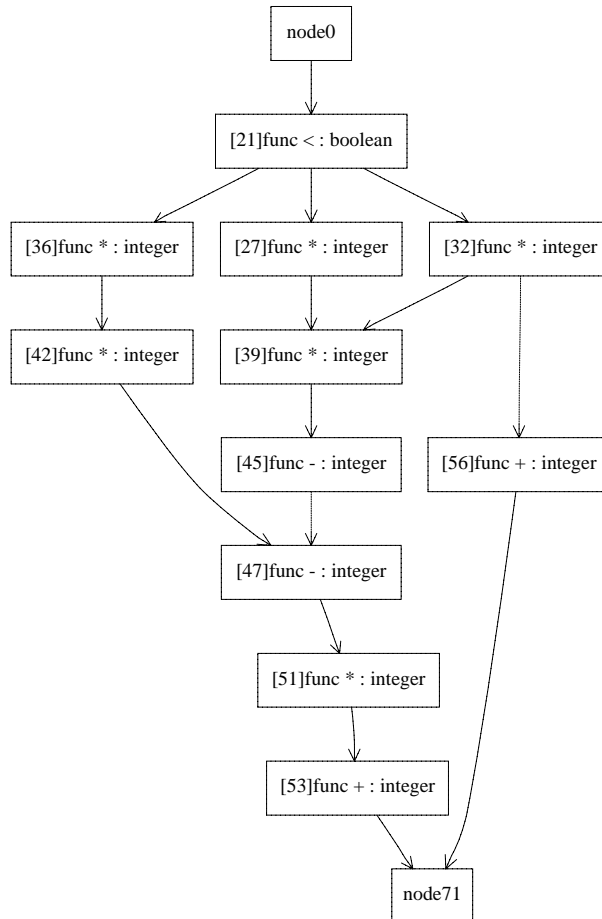 node0
[21]func < : boolean
[36]func * : integer
[27]func * : integer
[32]func * : integer
[42]func * : integer
[39]func * : integer
[45]func - : integer
[56]func + : integer
[47]func - : integer
[51]func * : integer
[53]func + : integer
node71